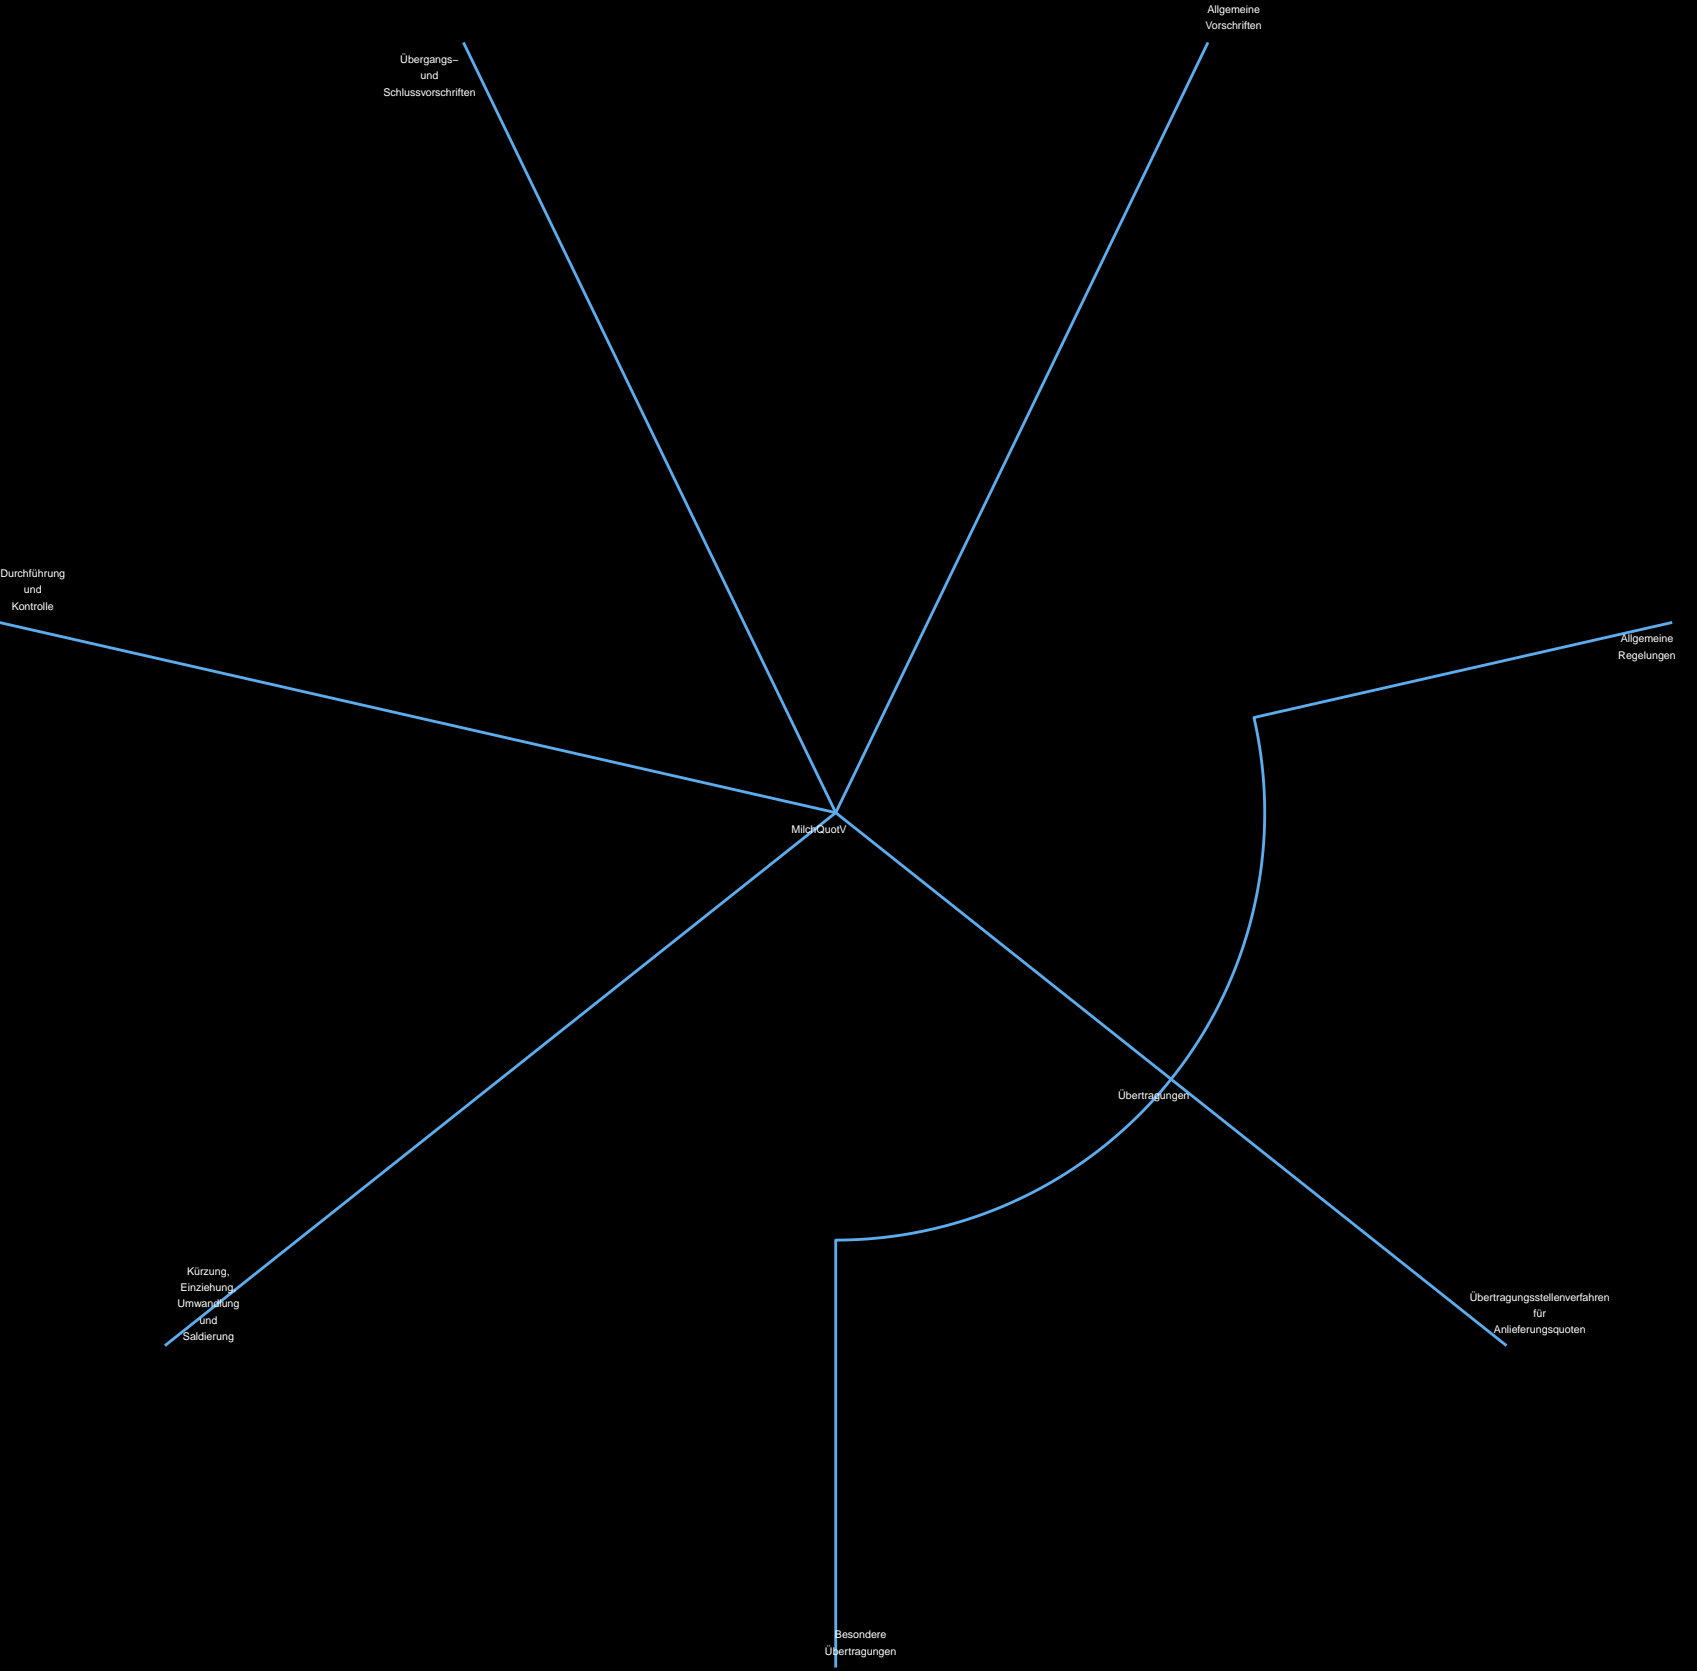 Allgemeine
Vorschriften
Übergangs–
und
Schlussvorschriften
Durchführung
und
Kontrolle
Allgemeine
Regelungen
MilchQuotV
Übertragungen
Kürzung,
Einziehung,
Umwandlung
und
Saldierung
Übertragungsstellenverfahren
für
Anlieferungsquoten
Besondere
Übertragungen